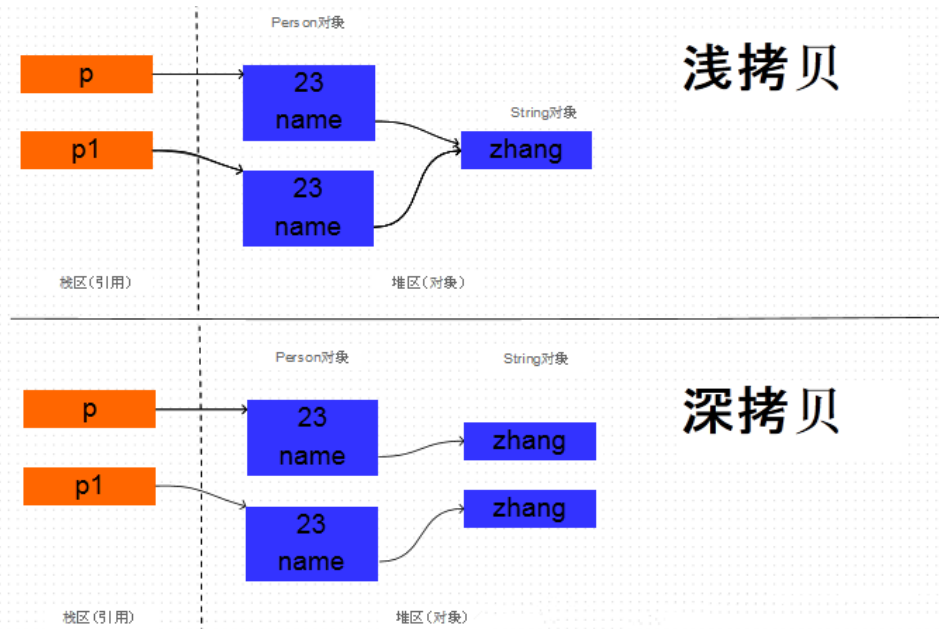 Person对象
浅拷贝
p
23
name
String对象
p1
zhang
23
name
栈区(引用)
堆区(对象)
Person对象
String对象
深拷贝
p
23
name
zhang
p1
zhang
23
name
栈区(引用)
堆区(对象)